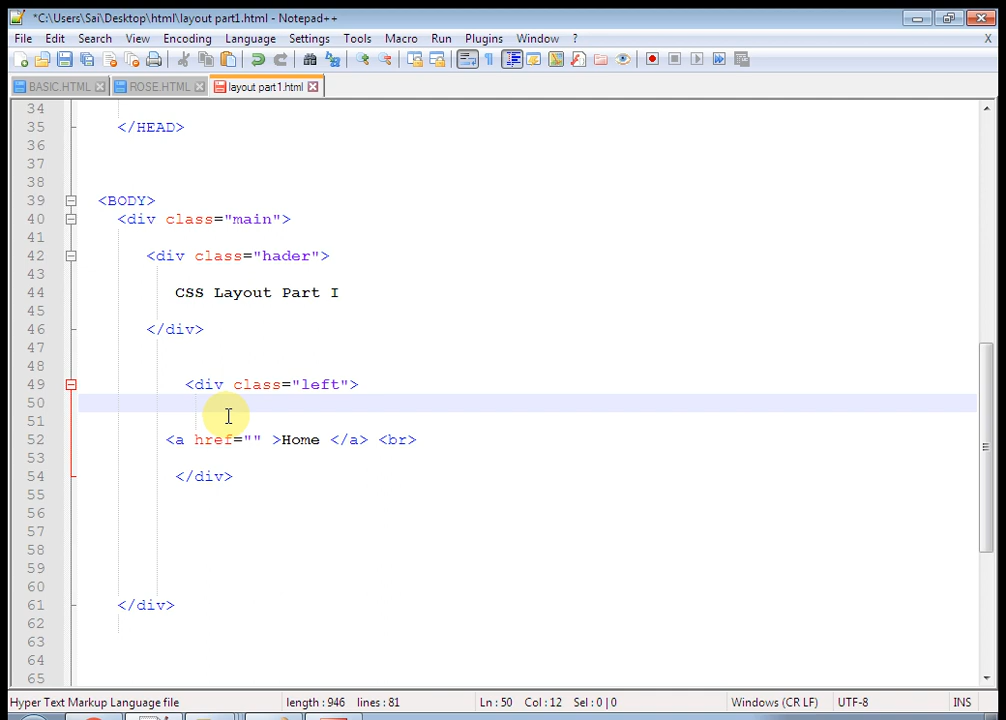 *C:\Users\Sai\Desktop\html\layout part1.html - Notepad++
File Edit Search View Encoding Language Settings Tools Macro Run Plugins Window ? X
BASIC.HTML ROSE HTML layout part1.html
34
35 </HEAD>
36
37
38
39 <BODY>
40 <div class="main">
41
42 <div class="hader">
43
44 CSS Layout Part I
45
46 </div>
47
48
49 <div class="left">
50
51
52 <a href="" >Home </a> <br>
53
54 </div>
55
56
57
58
59
60
61 </div>
62
63
64
65
Hyper Text Markup Language file length : 946 lines : 81 Ln : 50 Col : 12 Sel : 0 | 0 Windows (CR LF) UTF-8 INS